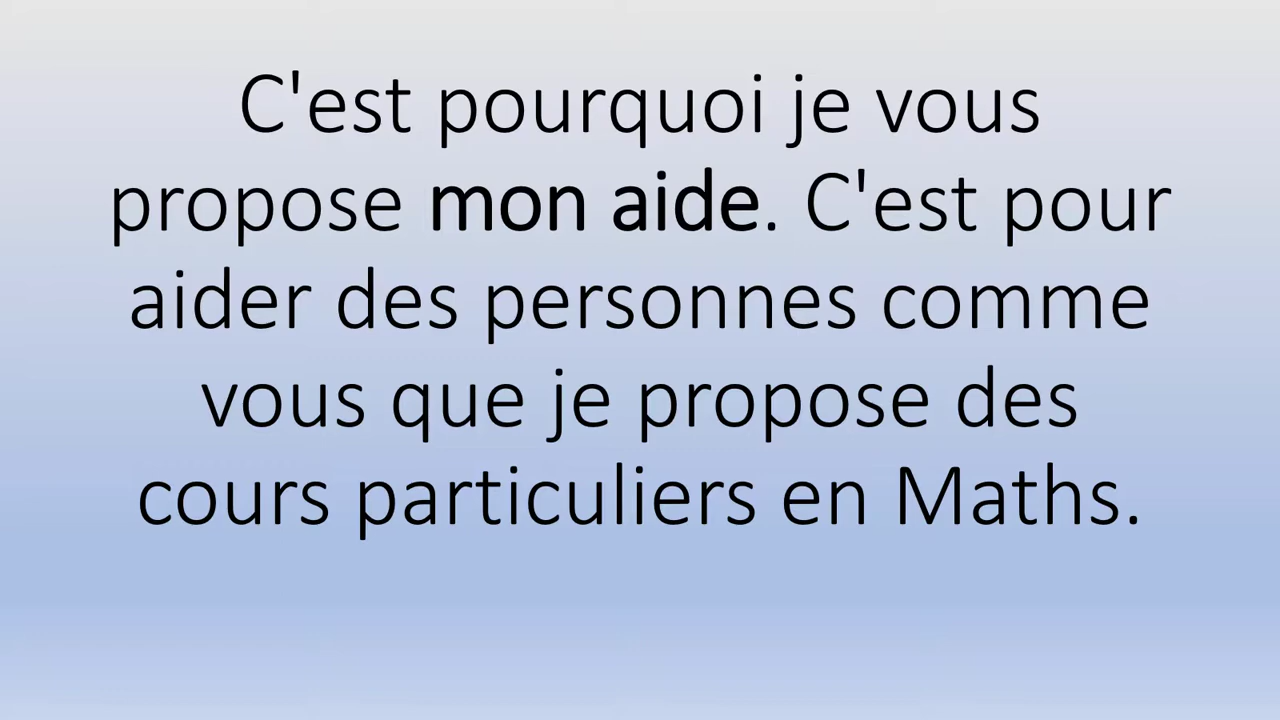 C'est pourquoi je vous
propose mon aide. C'est pour
aider des personnes comme
vous que je propose des
cours particuliers en Maths.